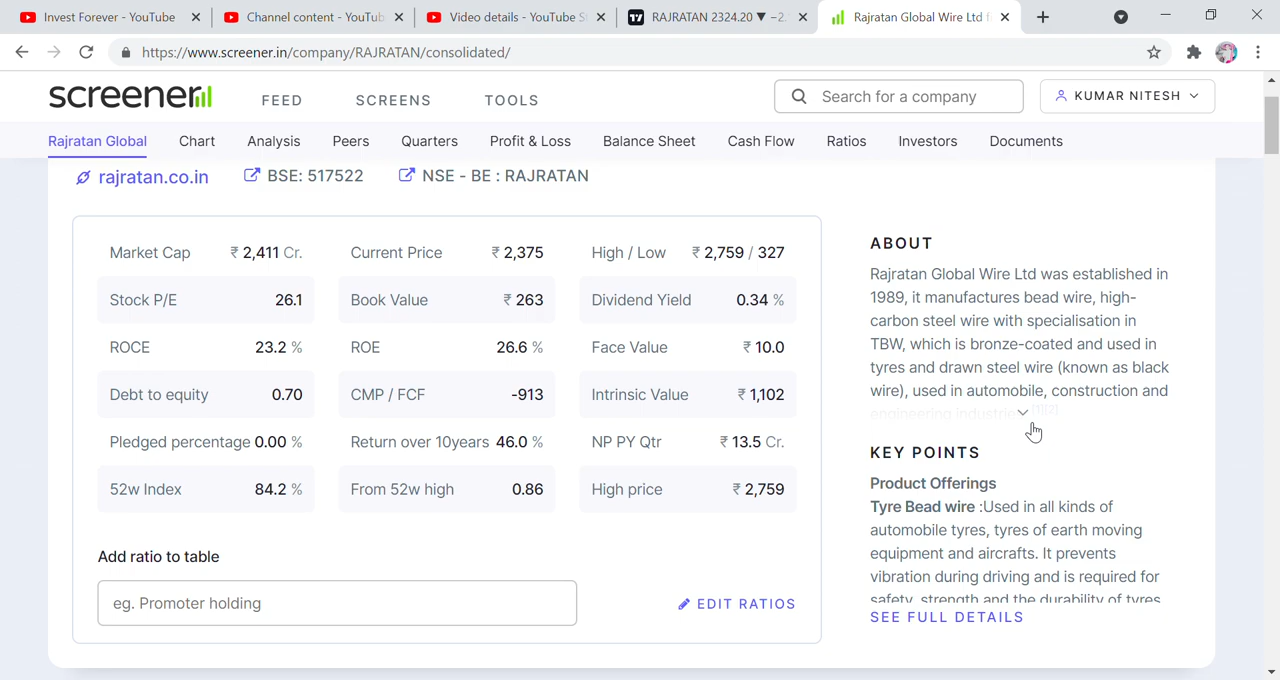 Invest Forever - YouTube
Channel content - YouTub
Video details - YouTube S
RAJRATAN 2324.20 ▼ −2.
Rajratan Global Wire Ltd f
https://www.screener.in/company/RAJRATAN/consolidated/
screener
FEED
SCREENS
TOOLS
Search for a company
KUMAR NITESH
Rajratan Global
Chart
Analysis
Peers
Quarters
Profit & Loss
Balance Sheet
Cash Flow
Ratios
Investors
Documents
rajratan.co.in
BSE: 517522
NSE - BE : RAJRATAN
Market Cap ₹ 2,411 Cr.
Current Price ₹ 2,375
High / Low ₹ 2,759 / 327
Stock P/E 26.1
Book Value ₹ 263
Dividend Yield 0.34 %
ROCE 23.2 %
ROE 26.6 %
Face Value ₹ 10.0
Debt to equity 0.70
CMP / FCF -913
Intrinsic Value ₹ 1,102
Pledged percentage 0.00 %
Return over 10years 46.0 %
NP PY Qtr ₹ 13.5 Cr.
52w Index 84.2 %
From 52w high 0.86
High price ₹ 2,759
Add ratio to table
eg. Promoter holding
EDIT RATIOS
ABOUT
Rajratan Global Wire Ltd was established in
1989, it manufactures bead wire, high-
carbon steel wire with specialisation in
TBW, which is bronze-coated and used in
tyres and drawn steel wire (known as black
wire), used in automobile, construction and
engineering industries [1][2]
KEY POINTS
Product Offerings
Tyre Bead wire :Used in all kinds of
automobile tyres, tyres of earth moving
equipment and aircrafts. It prevents
vibration during driving and is required for
safety, strength and the durability of tyres
SEE FULL DETAILS